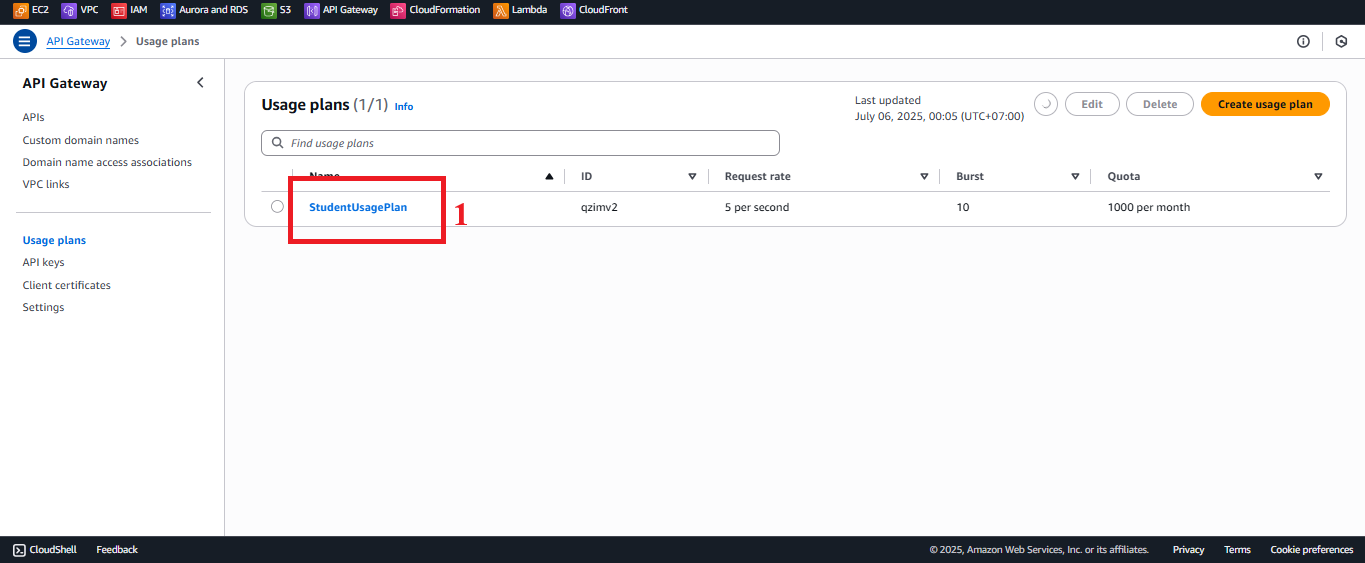 EC2 VPC IAM Aurora and RDS S3 API Gateway CloudFormation Lambda CloudFront
API Gateway > Usage plans
API Gateway
APIs
Custom domain names
Domain name access associations
VPC links
Usage plans
API keys
Client certificates
Settings
Usage plans (1/1) Info
Last updated
July 06, 2025, 00:05 (UTC+07:00)
Edit Delete Create usage plan
Find usage plans
Name ID Request rate Burst Quota
StudentUsagePlan qzimv2 5 per second 10 1000 per month
1
CloudShell Feedback © 2025, Amazon Web Services, Inc. or its affiliates. Privacy Terms Cookie preferences